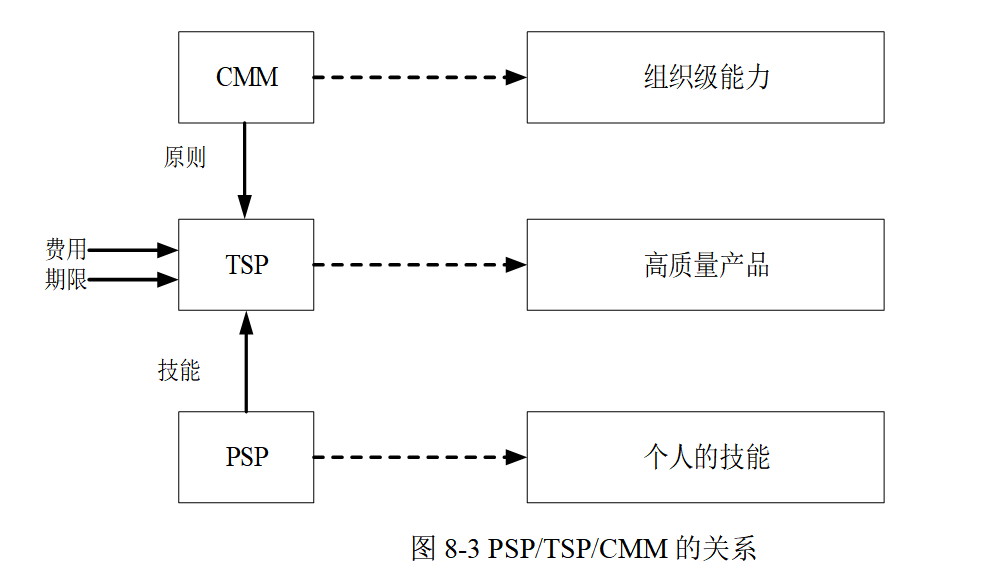 CMM
组织级能力
原则
费用
期限
TSP
高质量产品
技能
PSP
个人的技能
图 8-3 PSP/TSP/CMM 的关系